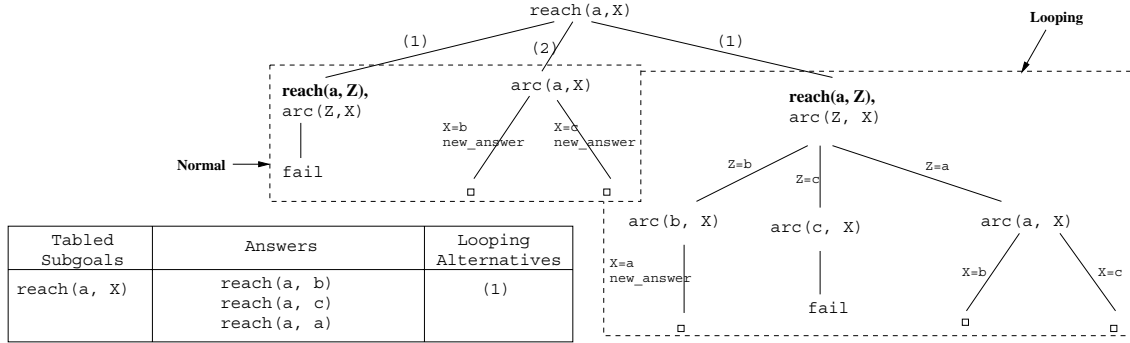 reach(a,X)
Looping
(1)
(2)
(1)
reach(a, Z),
arc(Z,X)
arc(a,X)
reach(a, Z),
arc(Z, X)
X=b
new_answer
X=c
new_answer
Normal
fail
Z=b
Z=c
Z=a
arc(b, X)
arc(c, X)
arc(a, X)
X=a
new_answer
X=b
X=c
fail
Tabled Subgoals
Answers
Looping Alternatives
reach(a, X)
reach(a, b)
(1)
reach(a, c)
reach(a, a)